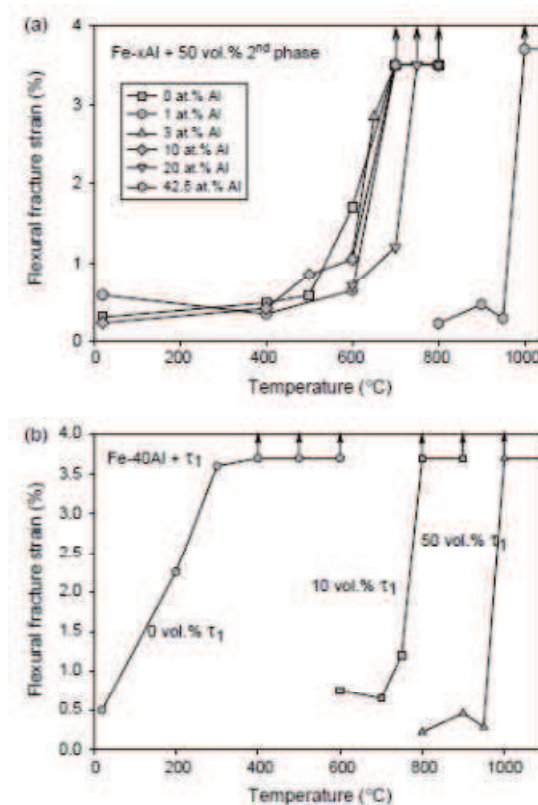 (a)
Fe-xAl + 50 vol.% 2nd phase
0 at.% Al
1 at.% Al
3 at.% Al
10 at.% Al
20 at.% Al
42.5 at.% Al
Flexural fracture strain (%)
4
3
2
1
0
0 200 400 600 800 1000
Temperature (°C)
(b)
Fe-40Al + τ1
0 vol.% τ1
10 vol.% τ1
50 vol.% τ1
Flexural fracture strain (%)
4.0
3.5
3.0
2.5
2.0
1.5
1.0
0.5
0.0
0 200 400 600 800 1000
Temperature (°C)